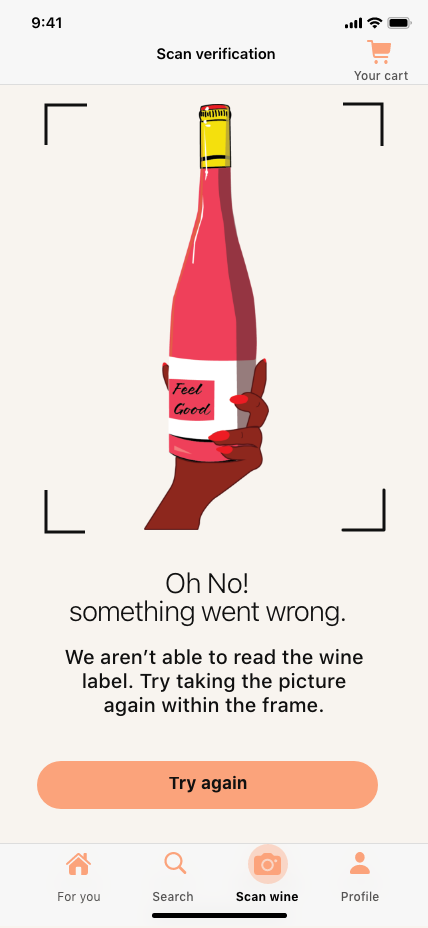 9:41
Scan verification
Your cart
Feel
Good
Oh No!
something went wrong.
We aren’t able to read the wine
label. Try taking the picture
again within the frame.
Try again
For you
Search
Scan wine
Profile